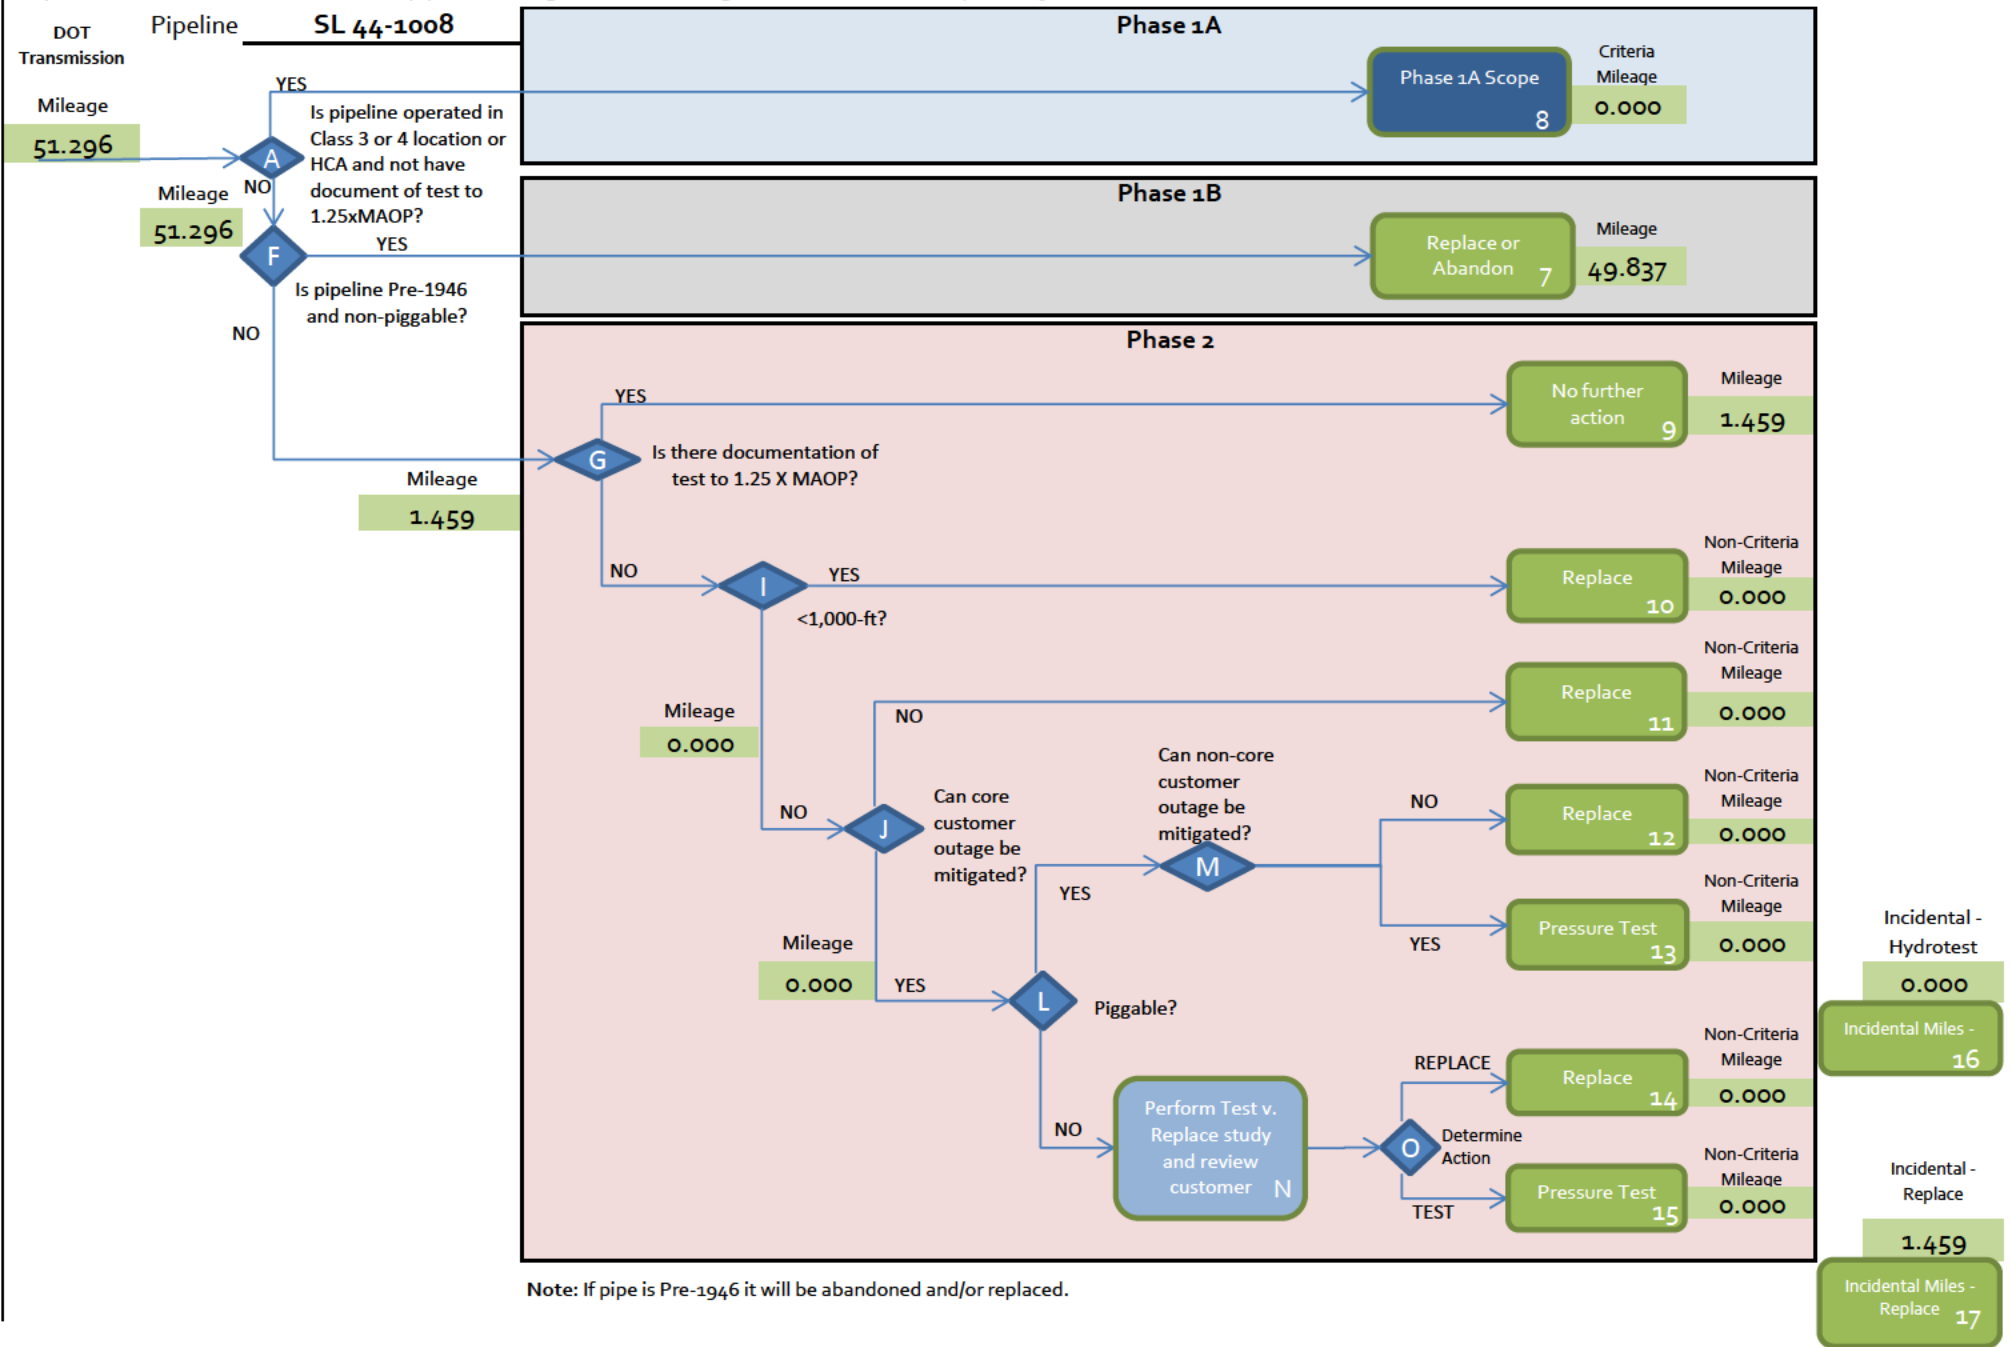 DOT
Transmission
Pipeline
SL 44-1008
Mileage
51.296
A
YES
NO
Is pipeline operated in
Class 3 or 4 location or
HCA and not have
document of test to
1.25xMAOP?
Phase 1A
Phase 1A Scope
8
Criteria
Mileage
0.000
Mileage
51.296
F
YES
Is pipeline Pre-1946
and non-piggable?
NO
Phase 1B
Replace or
Abandon
7
Mileage
49.837
Phase 2
Mileage
1.459
G
YES
Is there documentation of
test to 1.25 X MAOP?
NO
No further
action
9
Mileage
1.459
I
YES
<1,000-ft?
Replace
10
Non-Criteria
Mileage
0.000
Mileage
0.000
NO
J
NO
Can core
customer
outage be
mitigated?
Replace
11
Non-Criteria
Mileage
0.000
Can non-core
customer
outage be
mitigated?
M
NO
Replace
12
Non-Criteria
Mileage
0.000
YES
Pressure Test
13
Non-Criteria
Mileage
0.000
Mileage
0.000
YES
L
YES
Piggable?
NO
Perform Test v.
Replace study
and review
customer
N
O
Determine
Action
REPLACE
Replace
14
Non-Criteria
Mileage
0.000
TEST
Pressure Test
15
Non-Criteria
Mileage
0.000
Incidental -
Hydrotest
0.000
Incidental Miles -
16
Incidental -
Replace
1.459
Incidental Miles -
Replace
17
Note: If pipe is Pre-1946 it will be abandoned and/or replaced.